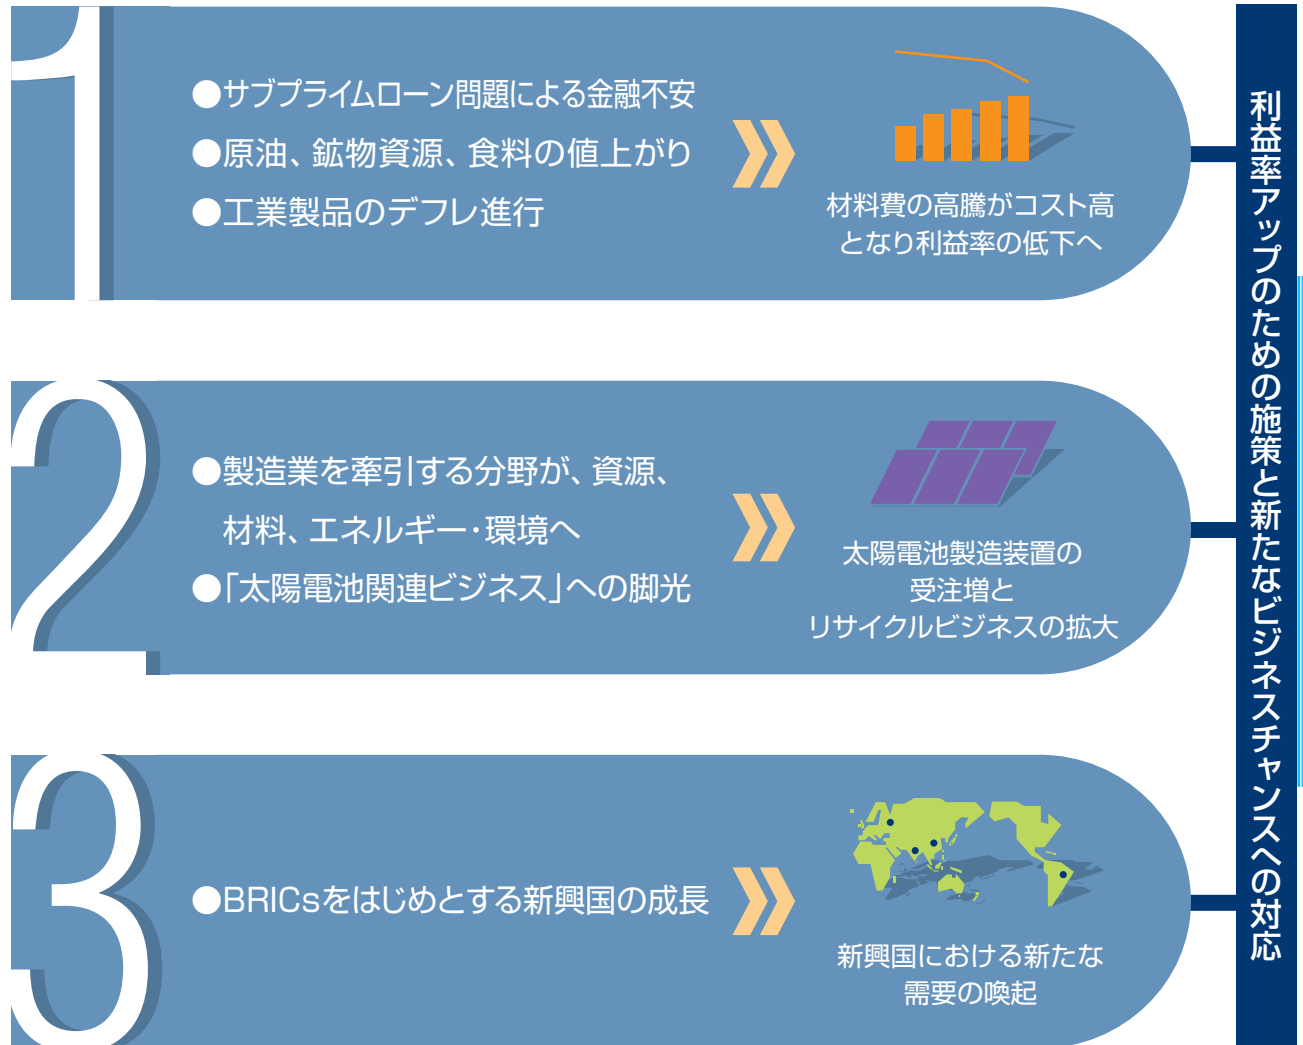 1
●サブプライムローン問題による金融不安
●原油、鉱物資源、食料の値上がり
●工業製品のデフレ進行
材料費の高騰がコスト高
となり利益率の低下へ
2
●製造業を牽引する分野が、資源、
材料、エネルギー・環境へ
●「太陽電池関連ビジネス」への脚光
太陽電池製造装置の
受注増と
リサイクルビジネスの拡大
3
●BRICsをはじめとする新興国の成長
新興国における新たな
需要の喚起
利益率アップのための施策と新たなビジネスチャンスへの対応